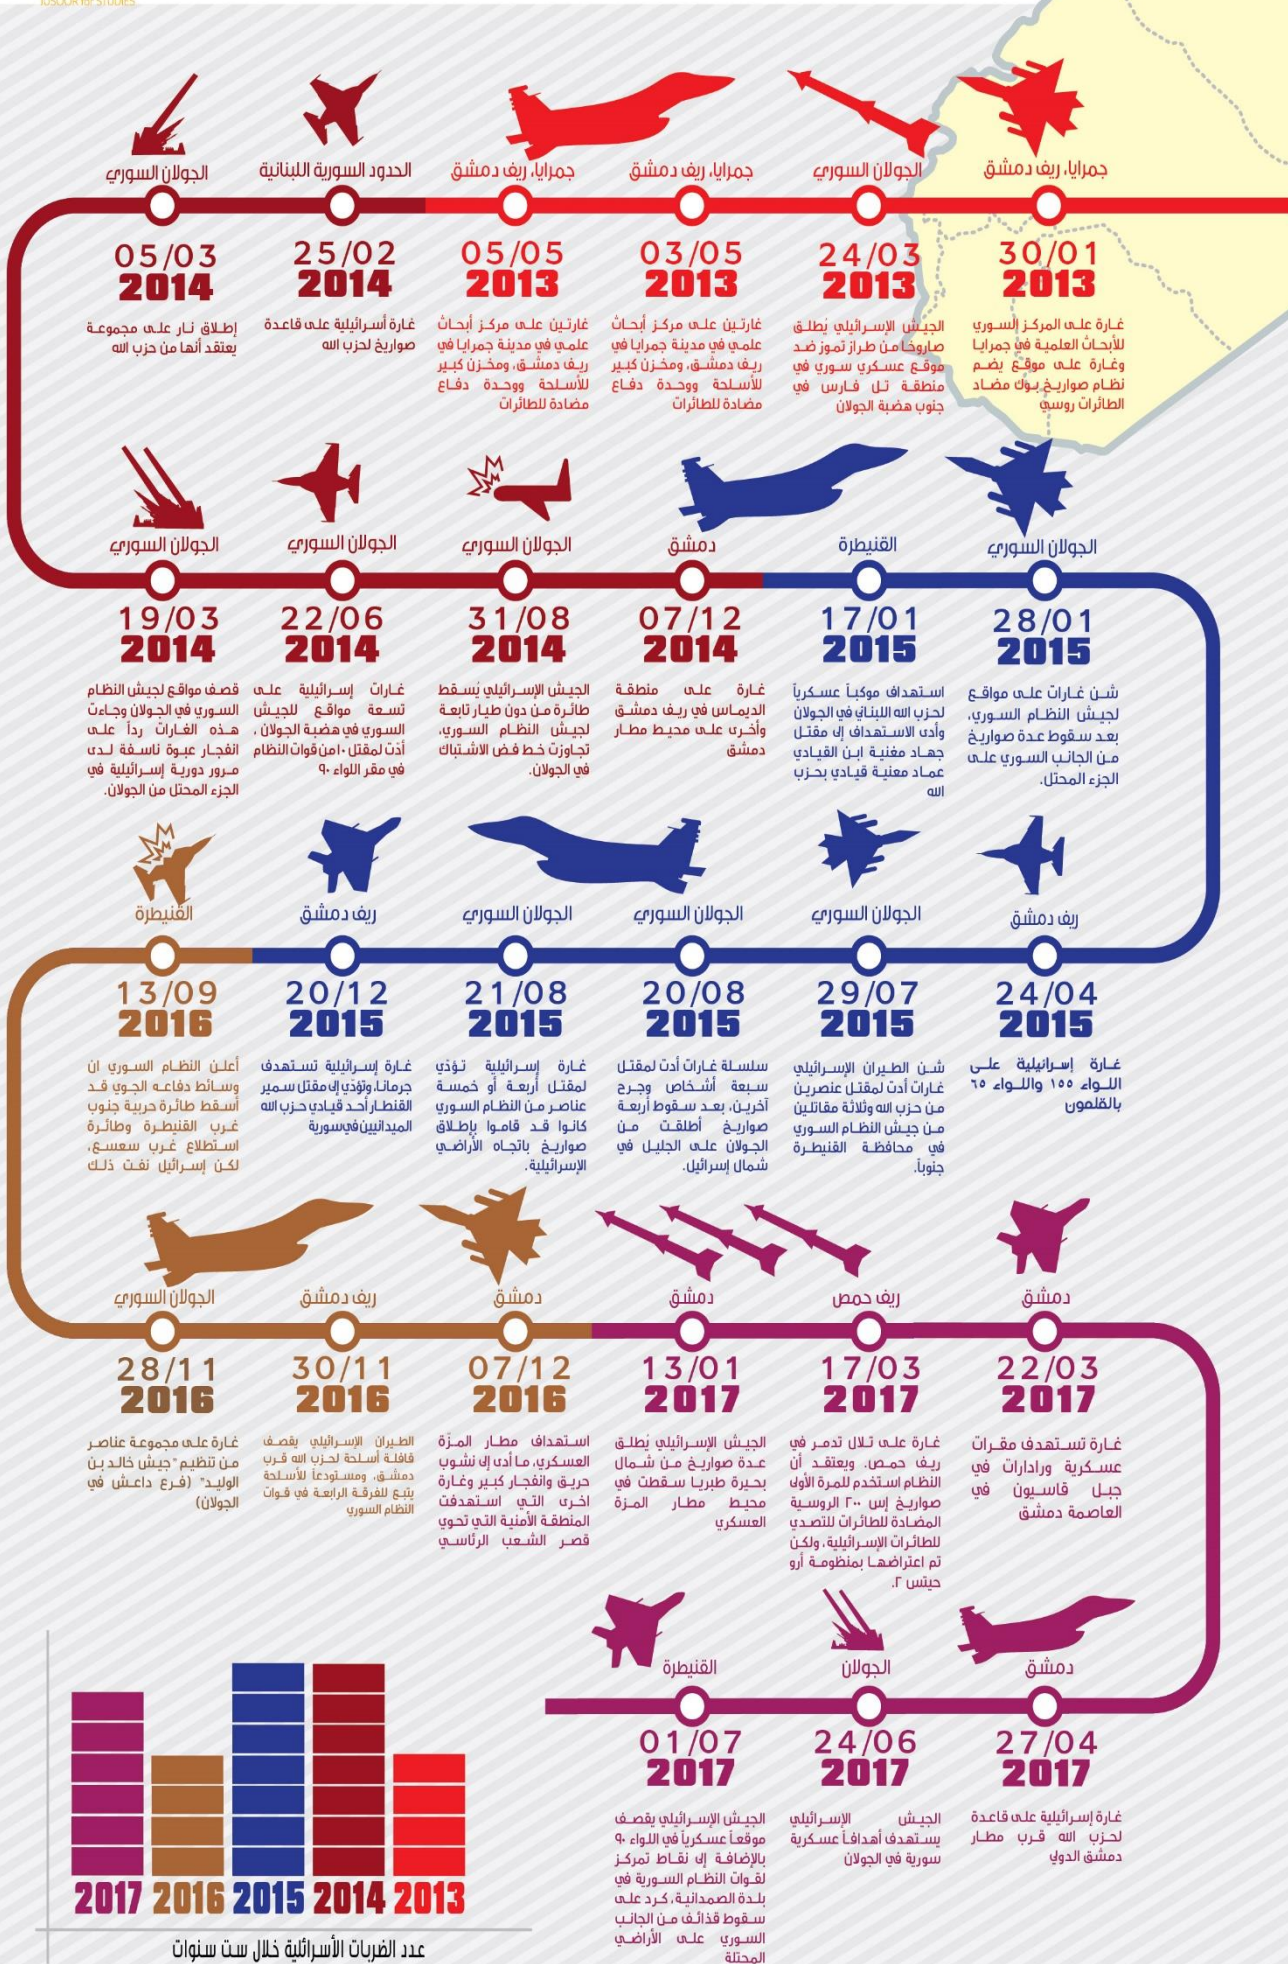 جمرايا، ريف دمشق
30/01
2013
غارة على المركز السوري
للأبحاث العلمية في جمرايا
وغارة على موقع يضم
نظام صواريخ بوك مضاد
الطائرات روسي
الجولان السوري
24/03
2013
الجيش الإسرائيلي يُطلق
صاروخا من طراز تموز ضد
موقع عسكري سوري في
منطقة تل فارس في
جنوب هضبة الجولان
جمرايا، ريف دمشق
03/05
2013
غارتين على مركز أبحاث
علمي في مدينة جمرايا في
ريف دمشق، ومخزن كبير
للأسلحة ووحدة دفاع
مضادة للطائرات
جمرايا، ريف دمشق
05/05
2013
غارتين على مركز أبحاث
علمي في مدينة جمرايا في
ريف دمشق، ومخزن كبير
للأسلحة ووحدة دفاع
مضادة للطائرات
الحدود السورية اللبنانية
25/02
2014
غارة أسرائيلية على قاعدة
صواريخ لحزب الله
الجولان السوري
05/03
2014
إطلاق نار على مجموعة
يعتقد أنها من حزب الله
الجولان السوري
28/01
2015
شن غارات على مواقع
لجيش النظام السوري،
بعد سقوط عدة صواريخ
من الجانب السوري على
الجزء المحتل.
القنيطرة
17/01
2015
استهداف موكباً عسكرياً
لحزب الله اللبناني في الجولان
وأدى الاستهداف إلى مقتل
جهاد مغنية ابن القيادي
عماد مغنية قيادي بحزب
الله
دمشق
07/12
2014
غارة على منطقة
الديماس في ريف دمشق
وأخرى على محيط مطار
دمشق
الجولان السوري
31/08
2014
الجيش الإسرائيلي يُسقط
طائرة من دون طيار تابعة
لجيش النظام السوري،
تجاوزت خط فض الاشتباك
في الجولان.
الجولان السوري
22/06
2014
غارات إسرائيلية على
تسعة مواقع للجيش
السوري في هضبة الجولان ،
أدّت لمقتل ١٠من قوات النظام
في مقر اللواء ٩٠
الجولان السوري
19/03
2014
قصف مواقع لجيش النظام
السوري في الجولان وجاءت
هذه الغارات رداً على
انفجار عبوة ناسفة لدى
مرور دورية إسرائيلية في
الجزء المحتل من الجولان.
ريف دمشق
24/04
2015
غارة إسرائيلية على
اللواء ١٥٥ واللواء ٦٥
بالقلمون
الجولان السوري
29/07
2015
شن الطيران الإسرائيلي
غارات أدت لمقتل عنصرين
من حزب الله وثلاثة مقاتلين
من جيش النظام السوري
في محافظة القنيطرة
جنوباً.
الجولان السوري
20/08
2015
سلسلة غارات أدت لمقتل
سبعة أشخاص وجرح
آخرين، بعد سقوط أربعة
صواريخ أطلقت من
الجولان على الجليل في
شمال إسرائيل.
الجولان السوري
21/08
2015
غارة إسرائيلية تؤدّي
لمقتل أربعة أو خمسة
عناصر من النظام السوري
كانوا قد قاموا بإطلاق
صواريخ باتجاه الأراضي
الإسرائيلية.
ريف دمشق
20/12
2015
غارة إسرائيلية تستهدف
جرمانا، وتؤدّي إلى مقتل سمير
القنطار أحد قيادي حزب الله
الميدانيين في سورية
القنيطرة
13/09
2016
أعلن النظام السوري ان
وسائط دفاعه الجوي قد
أسقط طائرة حربية جنوب
غرب القنيطرة وطائرة
استطلاع غرب سعسع،
لكن إسرائيل نفت ذلك
دمشق
22/03
2017
غارة تستهدف مقرات
عسكرية ورادارات في
جبل قاسيون في
العاصمة دمشق
ريف حمص
17/03
2017
غارة على تلال تدمر في
ريف حمص. ويعتقد أن
النظام استخدم للمرة الأولى
صواريخ إس ٢٠٠ الروسية
المضادة للطائرات للتصدي
للطائرات الإسرائيلية، ولكن
تم اعتراضها بمنظومة أرو
حيتس ٢.
دمشق
13/01
2017
الجيش الإسرائيلي يُطلق
عدة صواريخ من شمال
بحيرة طبريا سقطت في
محيط مطار المزة
العسكري
دمشق
07/12
2016
استهداف مطار المزّة
العسكري، ما أدى إلى نشوب
حريق وانفجار كبير وغارة
اخرى التي استهدفت
المنطقة الأمنية التي تحوي
قصر الشعب الرئاسي
ريف دمشق
30/11
2016
الطيران الإسرائيلي يقصف
قافلة أسلحة لحزب الله قرب
دمشق، ومستودعاً للأسلحة
يتبع للفرقة الرابعة في قوات
النظام السوري
الجولان السوري
28/11
2016
غارة على مجموعة عناصر
من تنظيم "جيش خالد بن
الوليد" (فرع داعش في
الجولان)
دمشق
27/04
2017
غارة إسرائيلية على قاعدة
لحزب الله قرب مطار
دمشق الدولي
الجولان
24/06
2017
الجيش الإسرائيلي
يستهدف أهدافاً عسكرية
سورية في الجولان
القنيطرة
01/07
2017
الجيش الإسرائيلي يقصف
موقعاً عسكرياً في اللواء ٩٠
بالإضافة إلى نقاط تمركز
لقوات النظام السورية في
بلدة الصمدانية، كرد على
سقوط قذائف من الجانب
السوري على الأراضي
المحتلة
2017 2016 2015 2014 2013
عدد الضربات الأسرائلية خلال ست سنوات